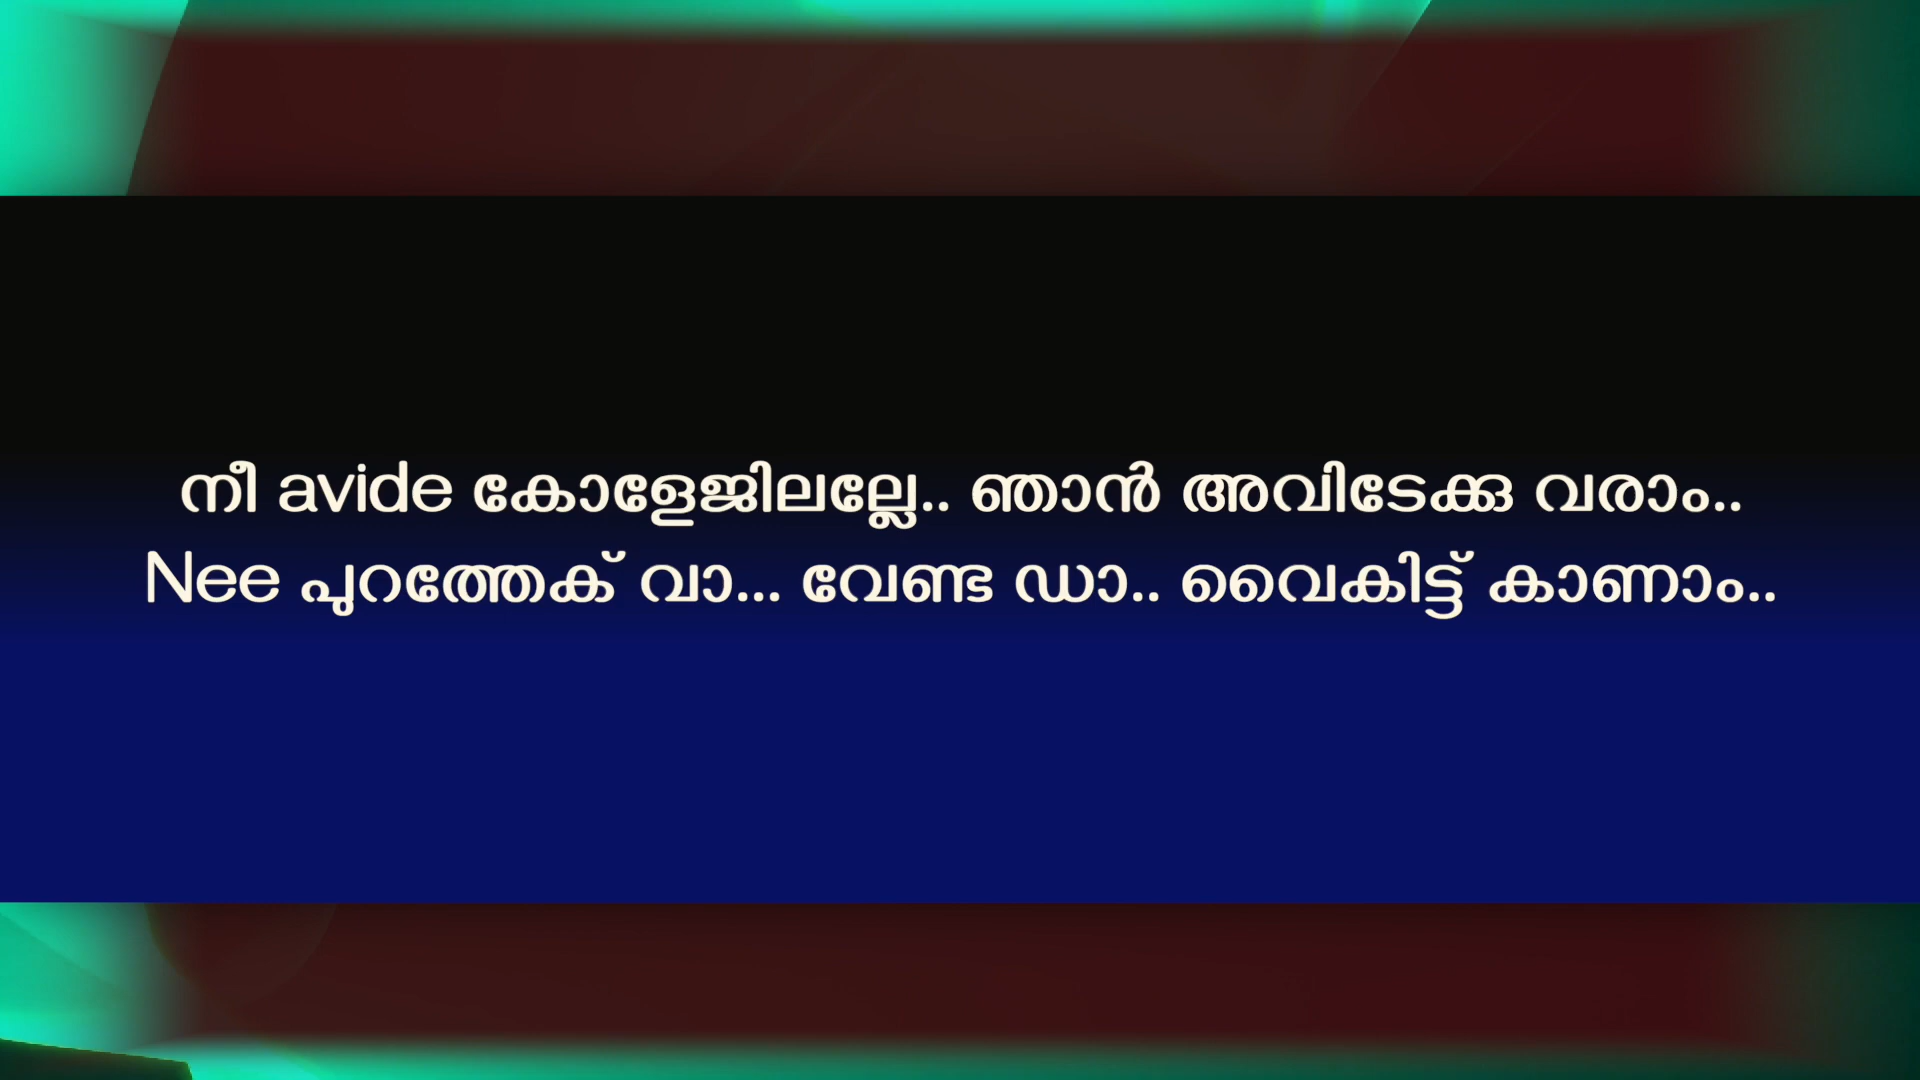 നീ avide കോളേജിലല്ലേ.. ഞാൻ അവിടേക്കു വരാം..
Nee പുറത്തേക് വാ... വേണ്ട ഡാ.. വൈകിട്ട് കാണാം..